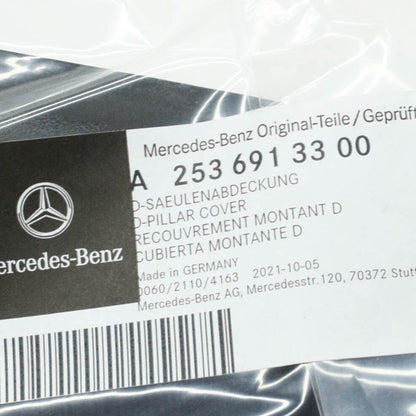 Mercedes-Benz Original-Teile/Geprüft
A 253 691 33 00
D-SAEULENABDECKUNG
D-PILLAR COVER
RECOUVREMENT MONTANT D
CUBIERTA MONTANTE D
Made in GERMANY
0060/2110/4163 2021-10-05
Mercedes-Benz AG, Mercedesstr.120, 70372 Stutt
ercedes-Benz